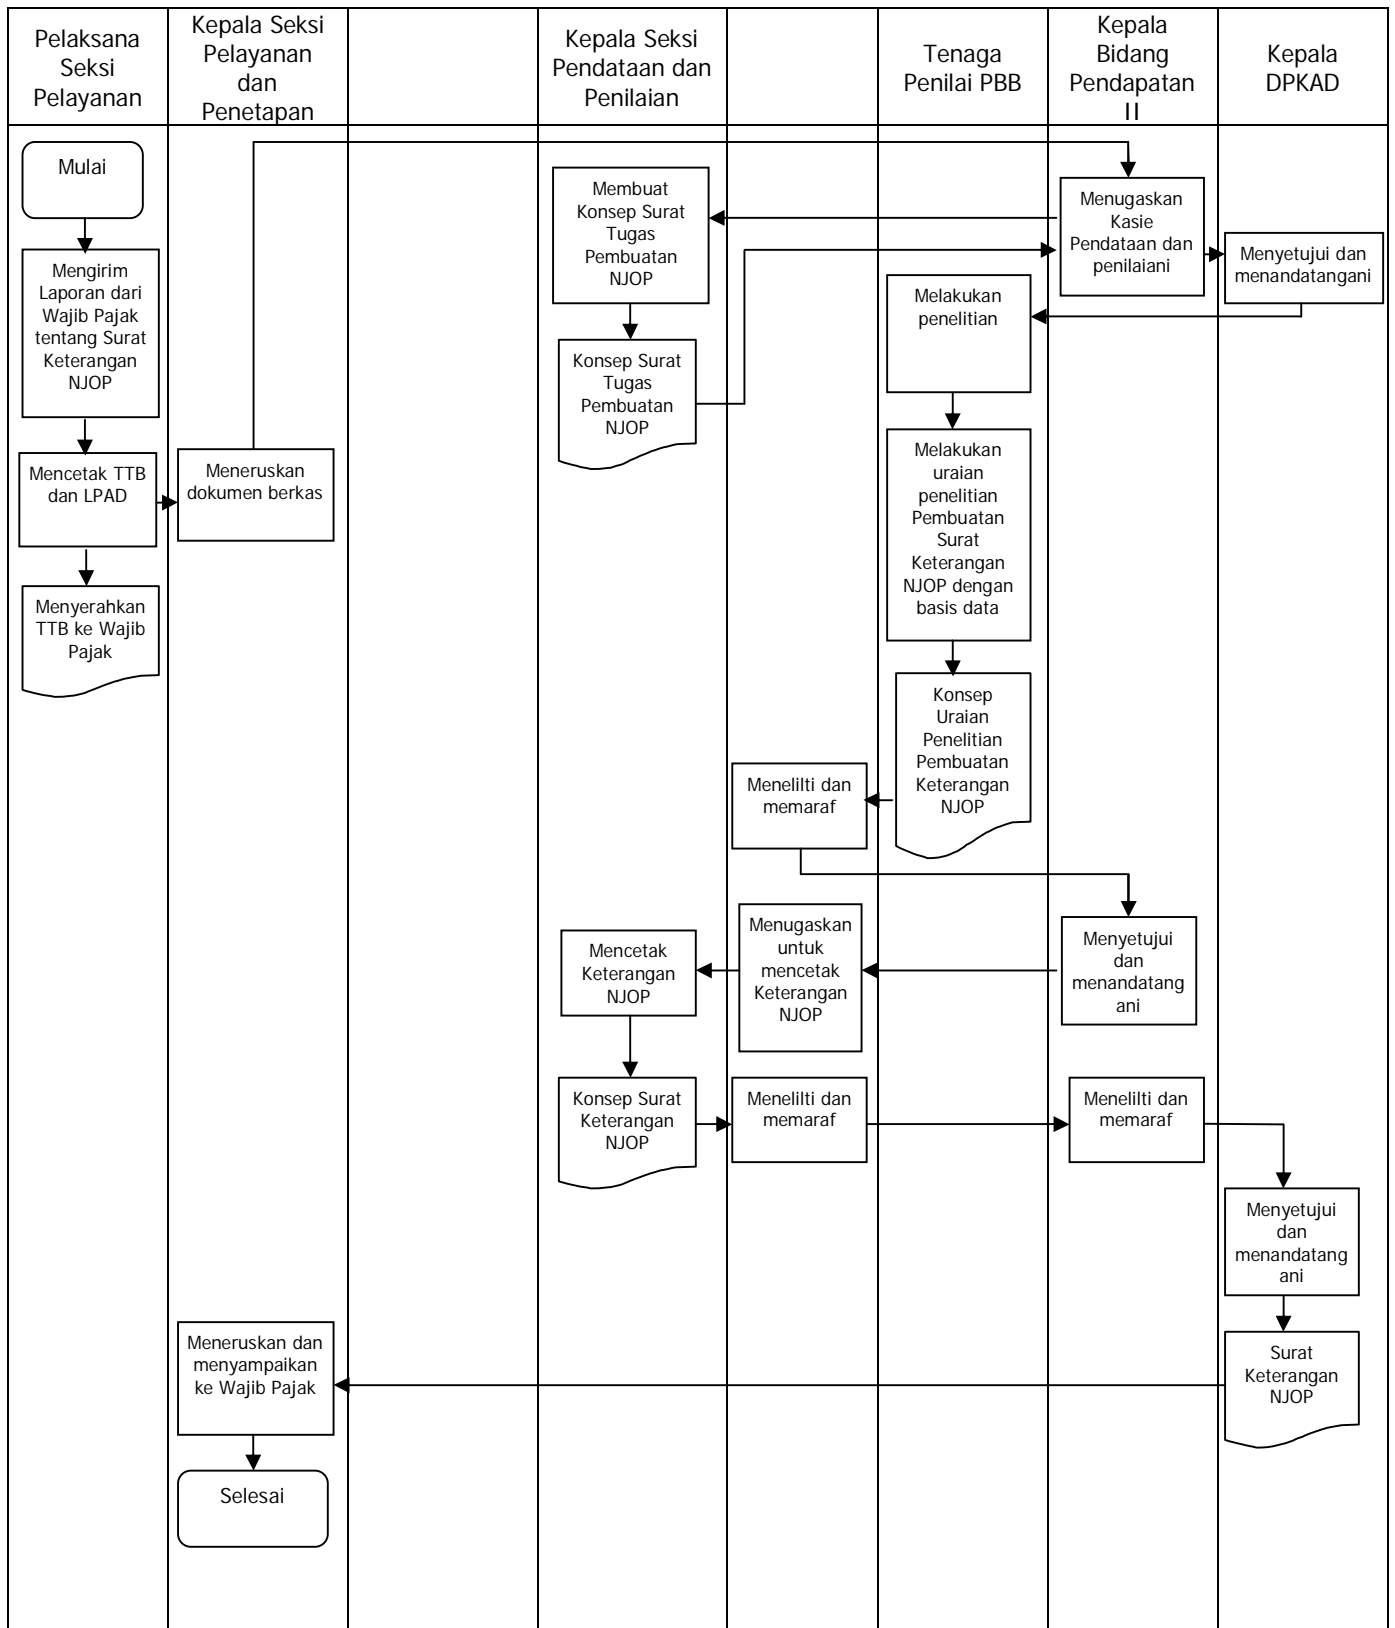 Pelaksana
Seksi
Pelayanan
Kepala Seksi
Pelayanan
dan
Penetapan
Kepala Seksi
Pendataan dan
Penilaian
Tenaga
Penilai PBB
Kepala
Bidang
Pendapatan
II
Kepala
DPKAD
Mulai
Mengirim
Laporan dari
Wajib Pajak
tentang Surat
Keterangan
NJOP
Mencetak TTB
dan LPAD
Menyerahkan
TTB ke Wajib
Pajak
Meneruskan
dokumen berkas
Membuat
Konsep Surat
Tugas
Pembuatan
NJOP
Konsep Surat
Tugas
Pembuatan
NJOP
Menugaskan
Kasie
Pendataan dan
penilaiani
Menyetujui dan
menandatangani
Melakukan
penelitian
Melakukan
uraian
penelitian
Pembuatan
Surat
Keterangan
NJOP dengan
basis data
Konsep
Uraian
Penelitian
Pembuatan
Keterangan
NJOP
Menelilti dan
memaraf
Menyetujui
dan
menandatang
ani
Menugaskan
untuk
mencetak
Keterangan
NJOP
Mencetak
Keterangan
NJOP
Konsep Surat
Keterangan
NJOP
Menelilti dan
memaraf
Menelilti dan
memaraf
Menyetujui
dan
menandatang
ani
Surat
Keterangan
NJOP
Meneruskan dan
menyampaikan
ke Wajib Pajak
Selesai